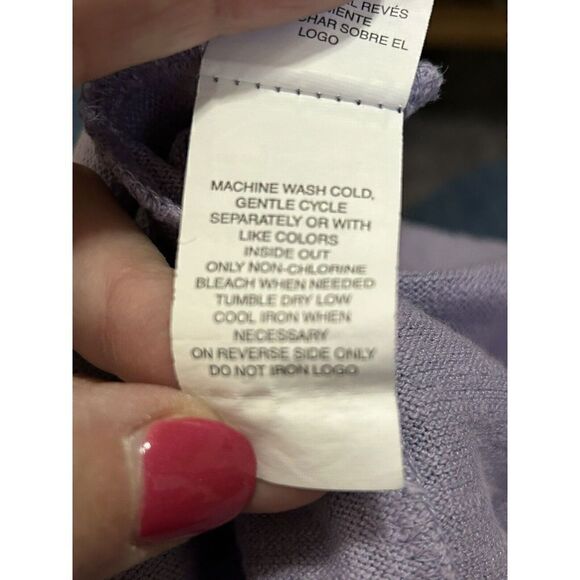 REVÉS
CHAR SOBRE EL
LOGO
MACHINE WASH COLD,
GENTLE CYCLE
SEPARATELY OR WITH
LIKE COLORS
INSIDE OUT
ONLY NON-CHLORINE
BLEACH WHEN NEEDED
TUMBLE DRY LOW
COOL IRON WHEN
NECESSARY
ON REVERSE SIDE ONLY
DO NOT IRON LOGO